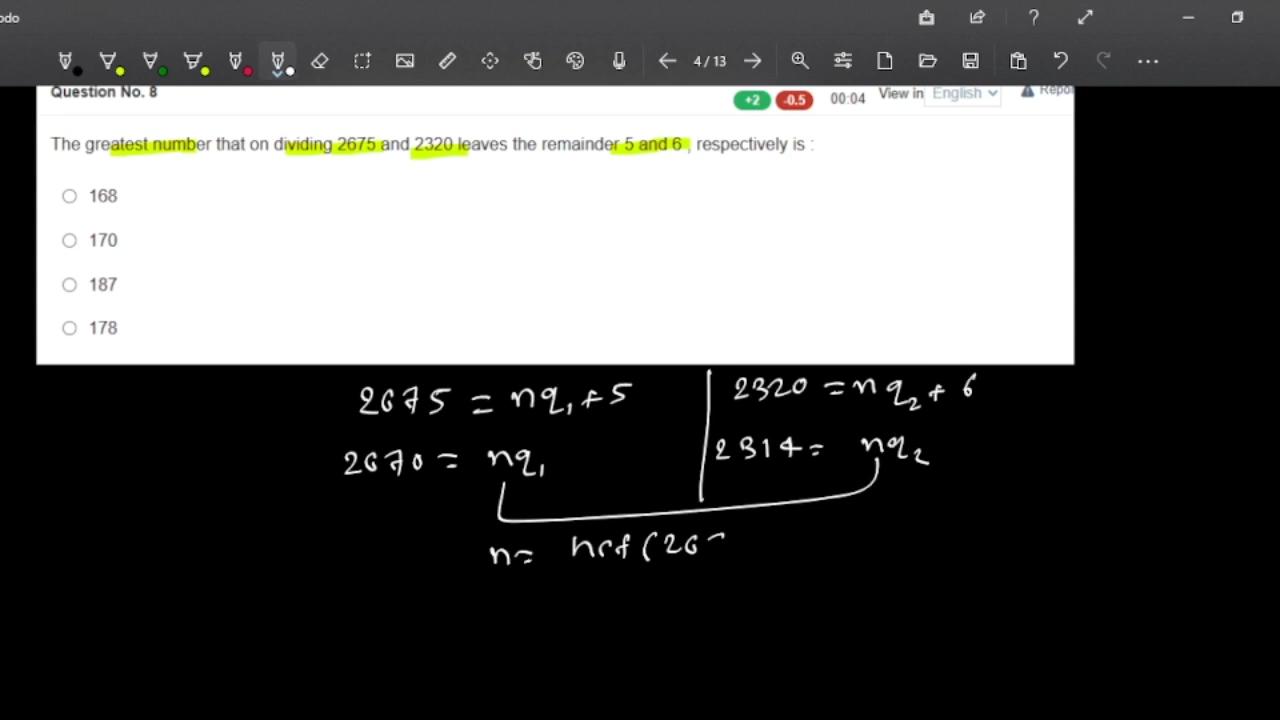 odo
4 / 13
Question No. 8
+2 -0.5 00:04 View in English Repor
The greatest number that on dividing 2675 and 2320 leaves the remainder 5 and 6 , respectively is :
168
170
187
178
2675 = nq₁ + 5
2320 = nq₂ + 6
2670 = nq₁
2314 = nq₂
n = hcf (26